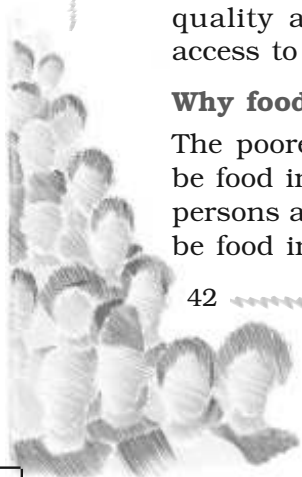 quality a
access to
Why food
The poore
be food in
persons a
be food in
42